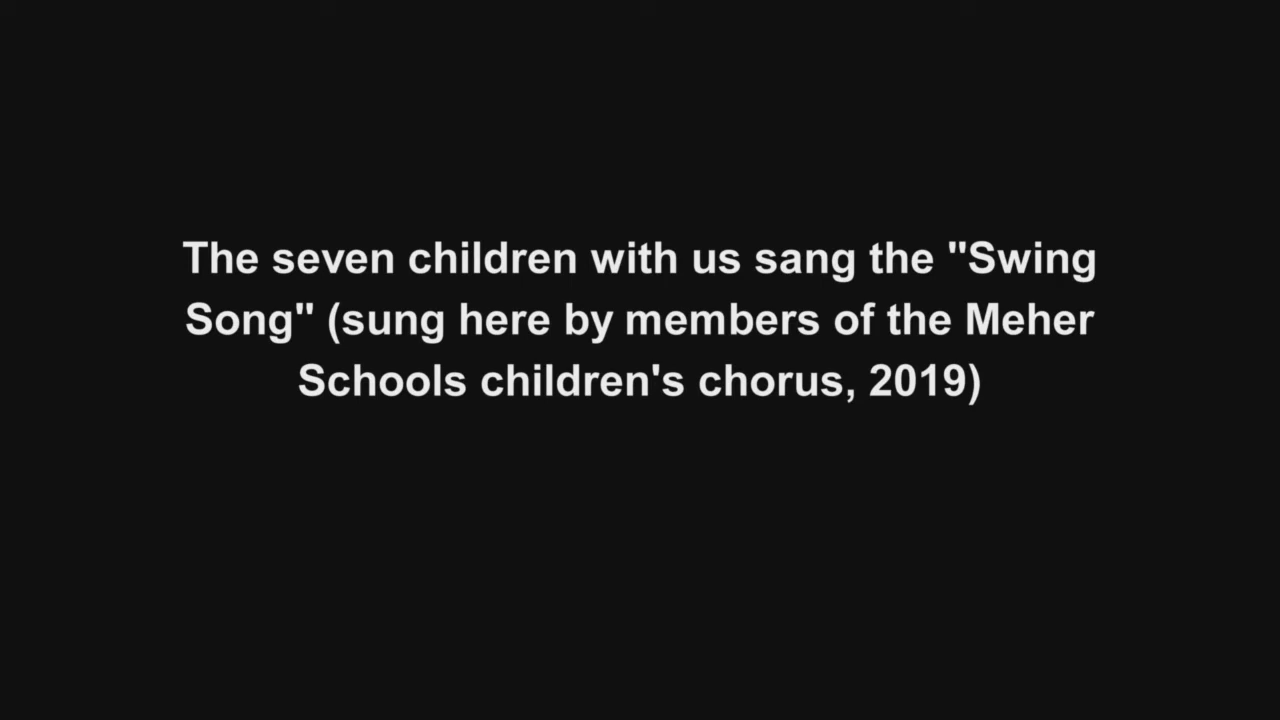 The seven children with us sang the "Swing
Song" (sung here by members of the Meher
Schools children's chorus, 2019)